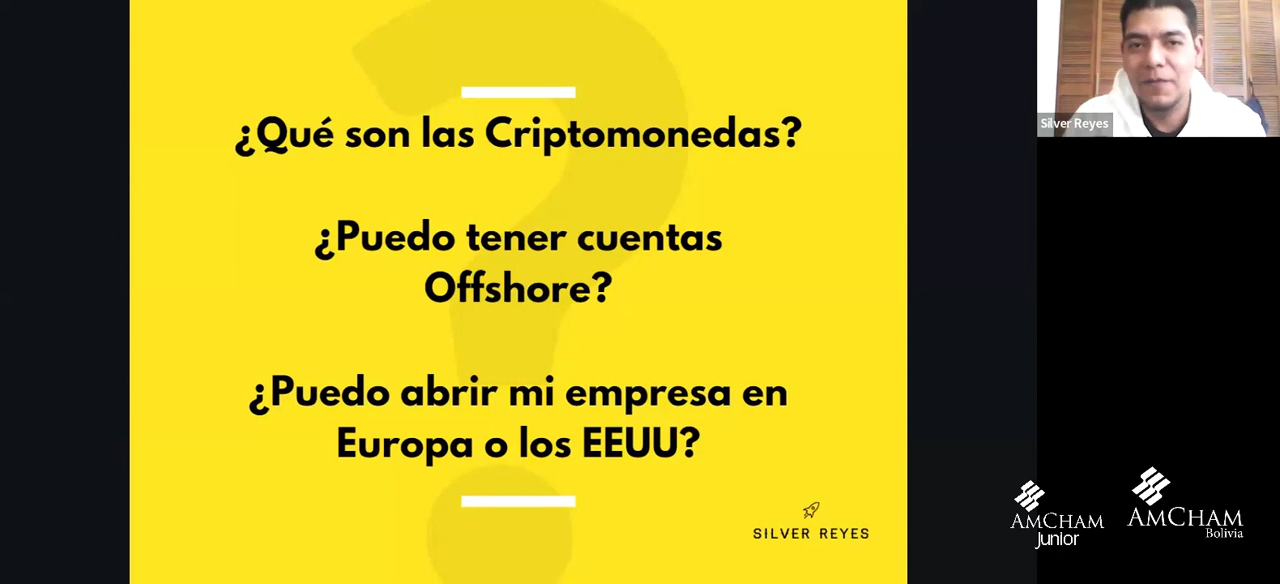 ¿Qué son las Criptomonedas?
¿Puedo tener cuentas
Offshore?
¿Puedo abrir mi empresa en
Europa o los EEUU?
SILVER REYES
Silver Reyes
AMCHAM
Junior
AMCHAM
Bolivia